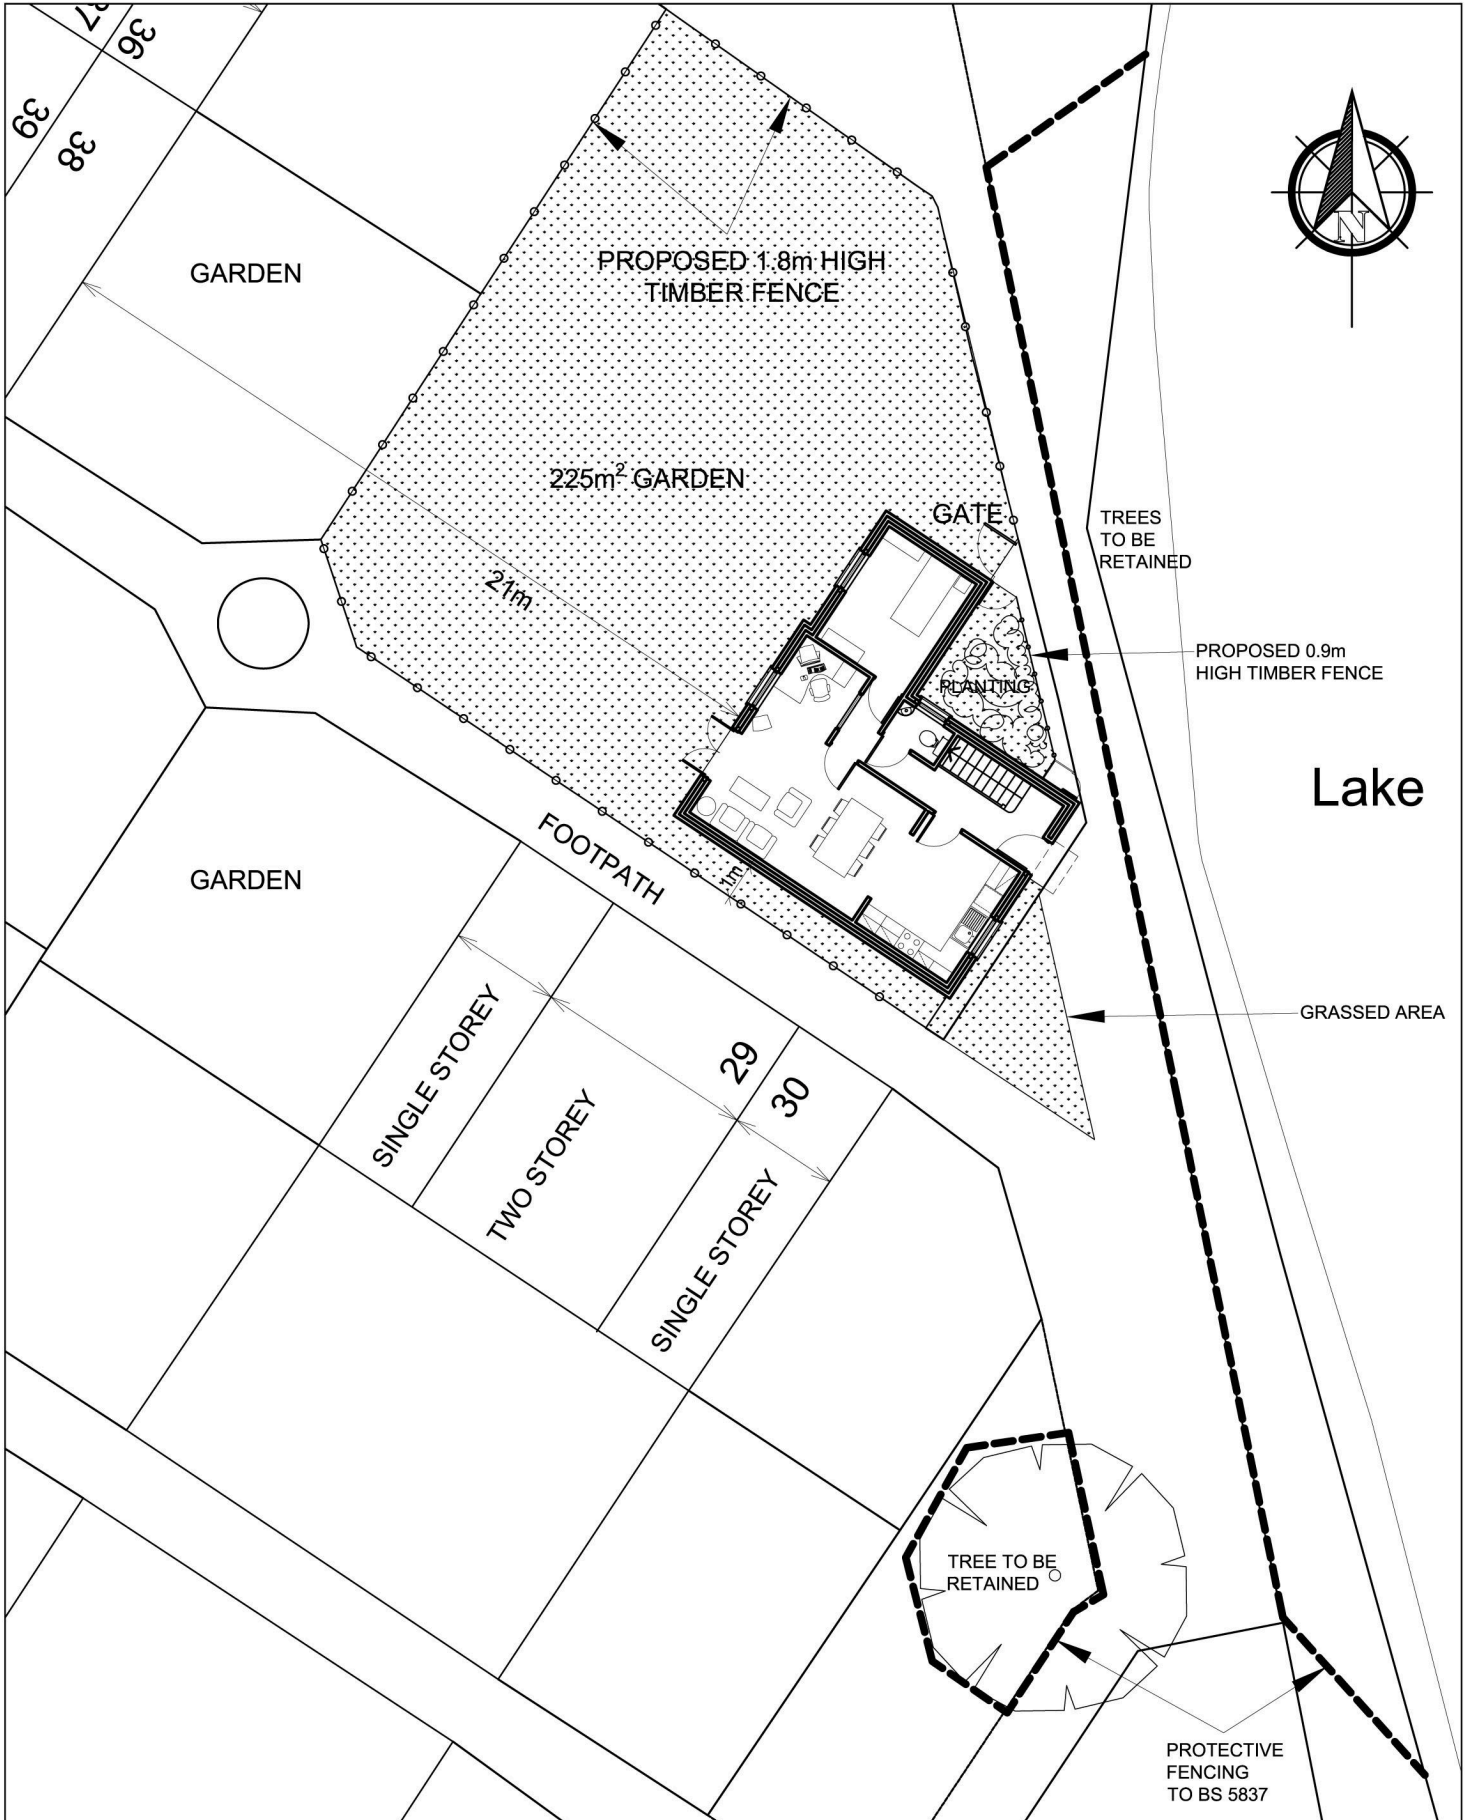 37
36
39
38
GARDEN
PROPOSED 1.8m HIGH
TIMBER FENCE
N
225m² GARDEN
GATE
TREES
TO BE
RETAINED
21m
PROPOSED 0.9m
HIGH TIMBER FENCE
PLANTING
Lake
FOOTPATH
GARDEN
1m
GRASSED AREA
SINGLE STOREY
TWO STOREY
29
30
SINGLE STOREY
TREE TO BE
RETAINED
PROTECTIVE
FENCING
TO BS 5837